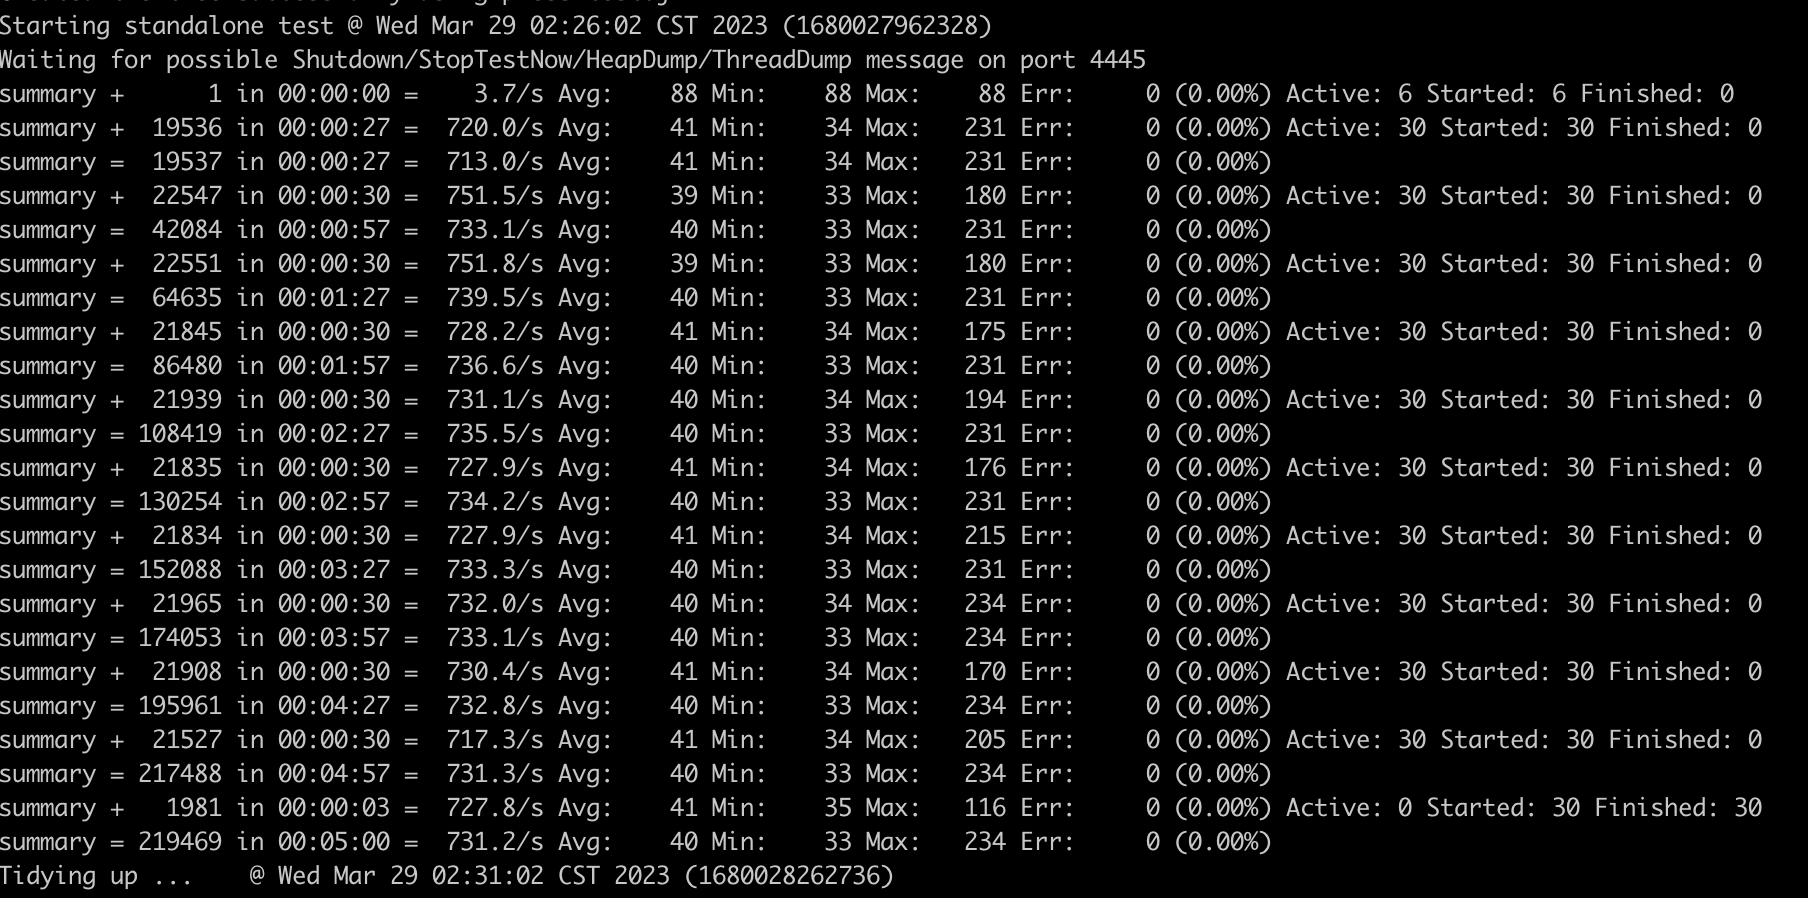 Starting standalone test @ Wed Mar 29 02:26:02 CST 2023 (1680027962328)
Waiting for possible Shutdown/StopTestNow/HeapDump/ThreadDump message on port 4445
summary +      1 in 00:00:00 =    3.7/s Avg:    88 Min:    88 Max:    88 Err:     0 (0.00%) Active: 6 Started: 6 Finished: 0
summary +  19536 in 00:00:27 =  720.0/s Avg:    41 Min:    34 Max:   231 Err:     0 (0.00%) Active: 30 Started: 30 Finished: 0
summary =  19537 in 00:00:27 =  713.0/s Avg:    41 Min:    34 Max:   231 Err:     0 (0.00%)
summary +  22547 in 00:00:30 =  751.5/s Avg:    39 Min:    33 Max:   180 Err:     0 (0.00%) Active: 30 Started: 30 Finished: 0
summary =  42084 in 00:00:57 =  733.1/s Avg:    40 Min:    33 Max:   231 Err:     0 (0.00%)
summary +  22551 in 00:00:30 =  751.8/s Avg:    39 Min:    33 Max:   180 Err:     0 (0.00%) Active: 30 Started: 30 Finished: 0
summary =  64635 in 00:01:27 =  739.5/s Avg:    40 Min:    33 Max:   231 Err:     0 (0.00%)
summary +  21845 in 00:00:30 =  728.2/s Avg:    41 Min:    34 Max:   175 Err:     0 (0.00%) Active: 30 Started: 30 Finished: 0
summary =  86480 in 00:01:57 =  736.6/s Avg:    40 Min:    33 Max:   231 Err:     0 (0.00%)
summary +  21939 in 00:00:30 =  731.1/s Avg:    40 Min:    34 Max:   194 Err:     0 (0.00%) Active: 30 Started: 30 Finished: 0
summary = 108419 in 00:02:27 =  735.5/s Avg:    40 Min:    33 Max:   231 Err:     0 (0.00%)
summary +  21835 in 00:00:30 =  727.9/s Avg:    41 Min:    34 Max:   176 Err:     0 (0.00%) Active: 30 Started: 30 Finished: 0
summary = 130254 in 00:02:57 =  734.2/s Avg:    40 Min:    33 Max:   231 Err:     0 (0.00%)
summary +  21834 in 00:00:30 =  727.9/s Avg:    41 Min:    34 Max:   215 Err:     0 (0.00%) Active: 30 Started: 30 Finished: 0
summary = 152088 in 00:03:27 =  733.3/s Avg:    40 Min:    33 Max:   231 Err:     0 (0.00%)
summary +  21965 in 00:00:30 =  732.0/s Avg:    40 Min:    34 Max:   234 Err:     0 (0.00%) Active: 30 Started: 30 Finished: 0
summary = 174053 in 00:03:57 =  733.1/s Avg:    40 Min:    33 Max:   234 Err:     0 (0.00%)
summary +  21908 in 00:00:30 =  730.4/s Avg:    41 Min:    34 Max:   170 Err:     0 (0.00%) Active: 30 Started: 30 Finished: 0
summary = 195961 in 00:04:27 =  732.8/s Avg:    40 Min:    33 Max:   234 Err:     0 (0.00%)
summary +  21527 in 00:00:30 =  717.3/s Avg:    41 Min:    34 Max:   205 Err:     0 (0.00%) Active: 30 Started: 30 Finished: 0
summary = 217488 in 00:04:57 =  731.3/s Avg:    40 Min:    33 Max:   234 Err:     0 (0.00%)
summary +   1981 in 00:00:03 =  727.8/s Avg:    41 Min:    35 Max:   116 Err:     0 (0.00%) Active: 0 Started: 30 Finished: 30
summary = 219469 in 00:05:00 =  731.2/s Avg:    40 Min:    33 Max:   234 Err:     0 (0.00%)
Tidying up ...    @ Wed Mar 29 02:31:02 CST 2023 (1680028262736)